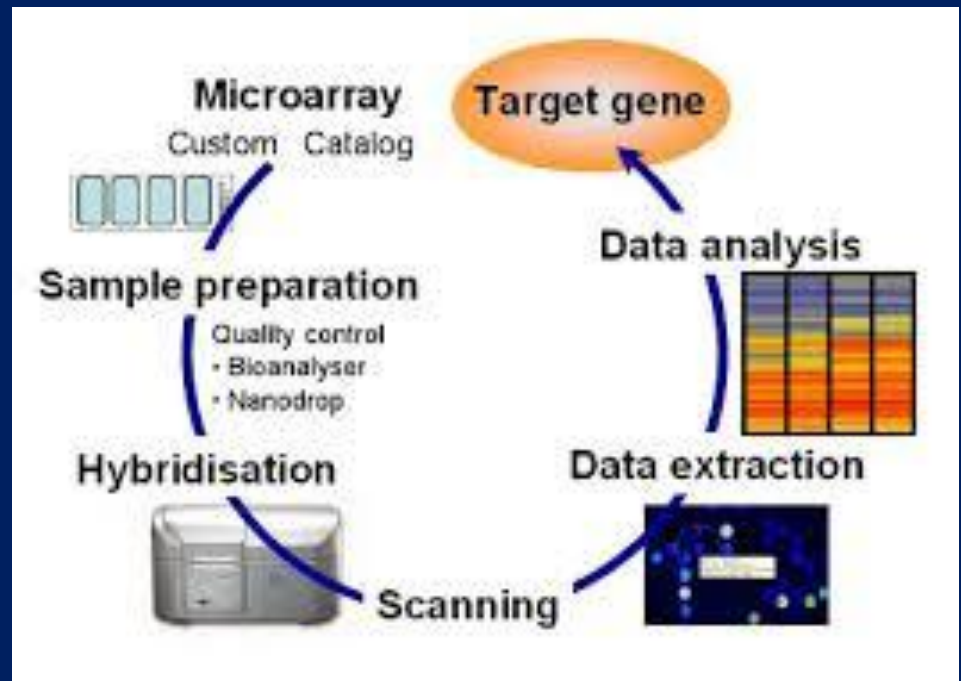 Microarray
Custom Catalog
Target gene
Sample preparation
Quality control
• Bioanalyser
• Nanodrop
Hybridisation
Scanning
Data extraction
Data analysis